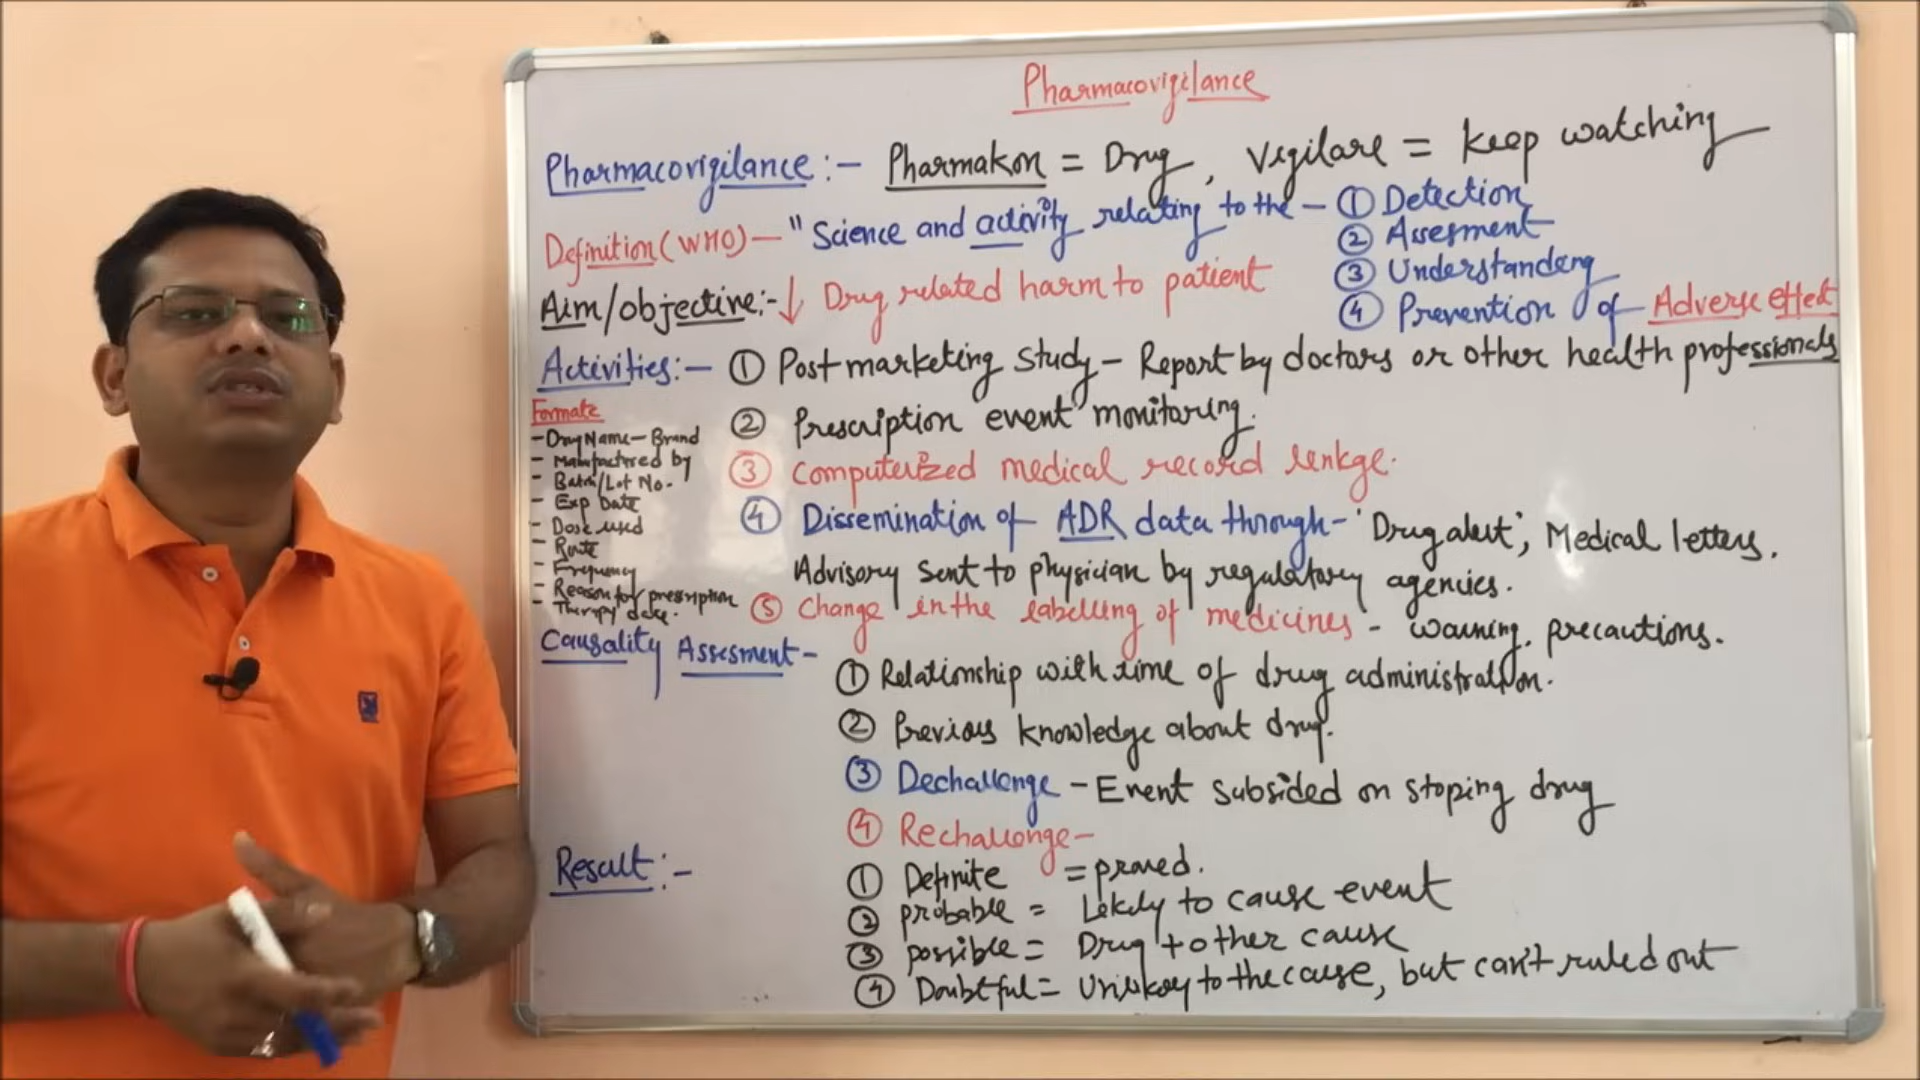 Pharmacovigilance
Pharmacovigilance:- Pharmakon = Drug, Vigilare = Keep watching
Definition (WHO) - "Science and activity relating to the - ① Detection
② Assesment
③ Understanding
④ Prevention of Adverse effect
Aim/objective:- ↓ Drug related harm to patient
Activities:- ① Post marketing study - Report by doctors or other health professionals
② Prescription event monitoring.
③ Computerized medical record linkge.
④ Dissemination of ADR data through - 'Drug alert', Medical letters,
Advisory sent to physician by regulatory agencies.
⑤ Change in the labelling of medicines - warning, precautions.
Formate
- Drug Name - Brand
- Manufactured by
- Batch/Lot No.
- Exp Date
- Dose used
- Route
- Frequency
- Reason for prescription
- Therapy date.
Causality Assesment -
① Relationship with time of drug administration.
② Previous knowledge about drug.
③ Dechallenge - Event subsided on stoping drug
④ Rechallenge -
Result:-
① Definite = proved.
② probable = Likely to cause event
③ possible = Drug + other cause
④ Doubtful = Unlikely to the cause, but can't ruled out